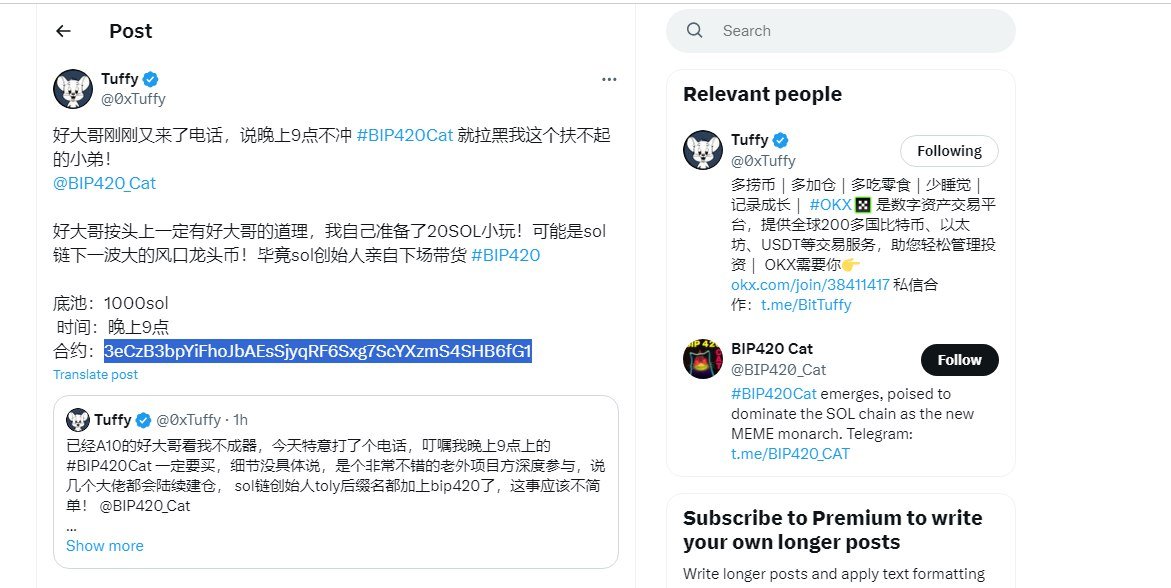 Post
Tuffy
@0xTuffy
好大哥刚刚又来了电话，说晚上9点不冲 #BIP420Cat 就拉黑我这个扶不起
的小弟！
@BIP420_Cat
好大哥按头上一定有好大哥的道理，我自己准备了20SOL小玩！可能是sol
链下一波大的风口龙头币！毕竟sol创始人亲自下场带货 #BIP420
底池：1000sol
时间：晚上9点
合约：3eCzB3bpYiFhoJbAEsSjyqRF6Sxg7ScYXzmS4SHB6fG1
Translate post
Tuffy @0xTuffy · 1h
已经A10的好大哥看我不成器，今天特意打了个电话，叮嘱我晚上9点上的
#BIP420Cat 一定要买，细节没具体说，是个非常不错的老外项目方深度参与，说
几个大佬都会陆续建仓， sol链创始人toly后缀名都加上bip420了，这事应该不简
单！ @BIP420_Cat
...
Show more
Search
Relevant people
Tuffy
@0xTuffy
Following
多捞币｜多加仓｜多吃零食｜少睡觉｜
记录成长｜ #OKX 是数字资产交易平
台，提供全球200多国比特币、以太
坊、USDT等交易服务，助您轻松管理投
资｜ OKX需要你👉
okx.com/join/38411417 私信合
作：t.me/BitTuffy
BIP420 Cat
@BIP420_Cat
Follow
#BIP420Cat emerges, poised to
dominate the SOL chain as the new
MEME monarch. Telegram:
t.me/BIP420_CAT
Subscribe to Premium to write
your own longer posts
Write longer posts and apply text formatting